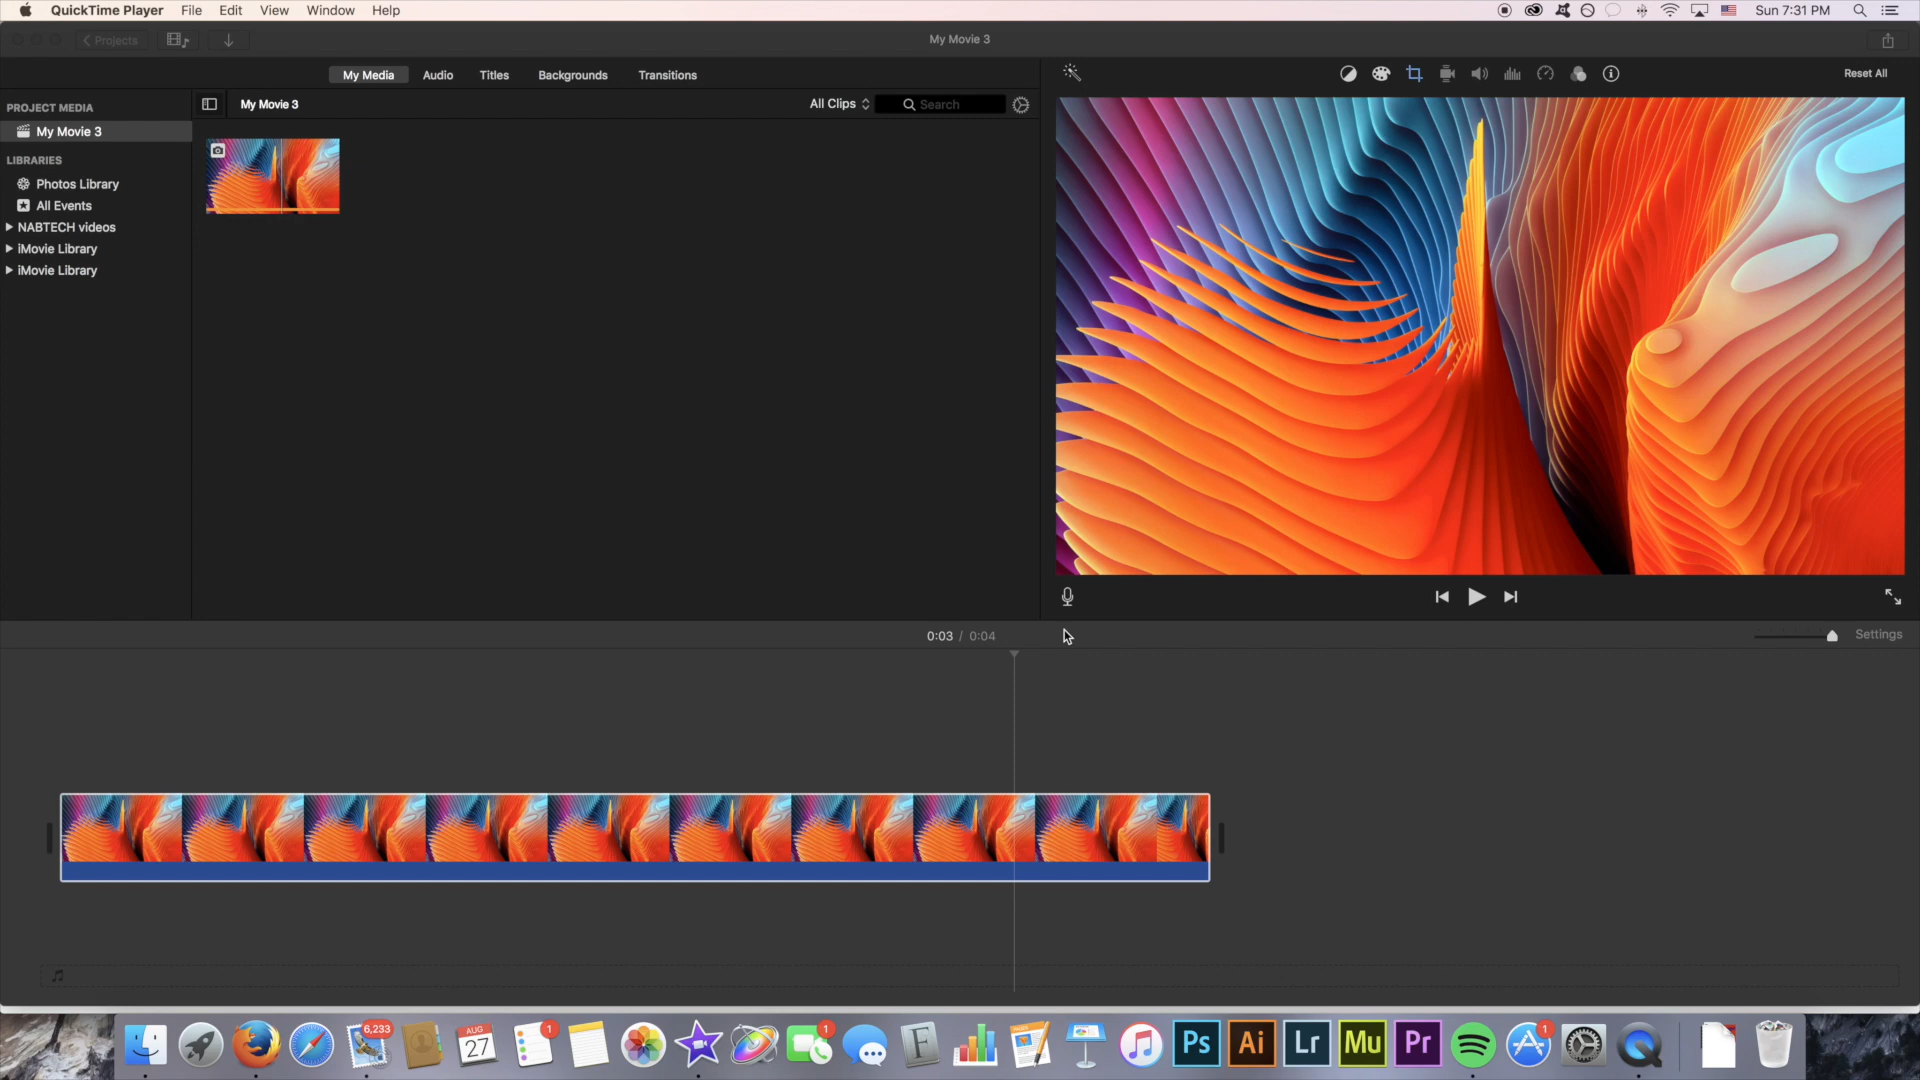 QuickTime Player File Edit View Window Help Sun 7:31 PM
Projects My Movie 3
My Media Audio Titles Backgrounds Transitions Reset All
PROJECT MEDIA
My Movie 3 All Clips Search
My Movie 3
LIBRARIES
Photos Library
All Events
NABTECH videos
iMovie Library
iMovie Library
0:03 / 0:04 Settings
6,233 AUG 27 1 1 F Ps Ai Lr Mu Pr 1